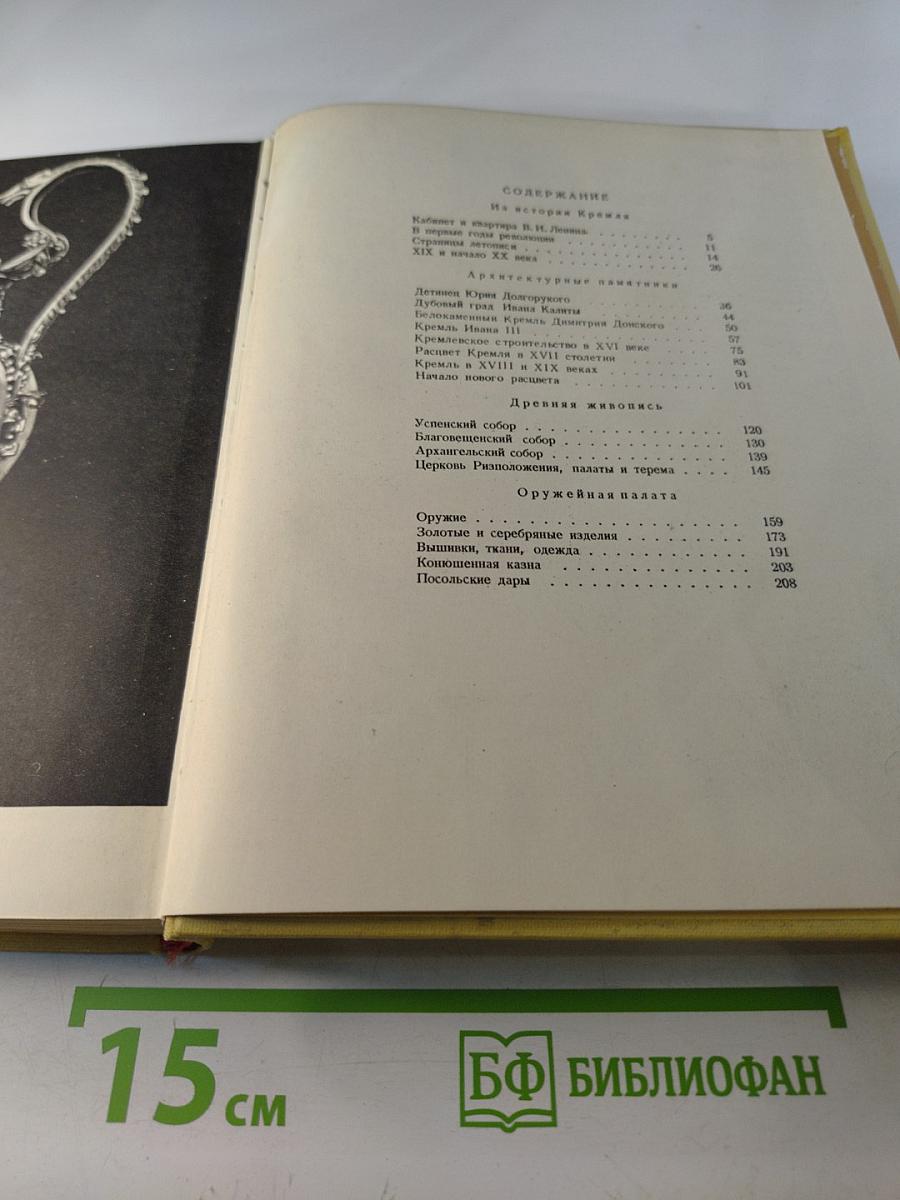 СОДЕРЖАНИЕ
Из истории Кремля
Кабинет и квартира В. И. Ленина . . . . . . . 5
В первые годы революции . . . . . . . . . 11
Страницы летописи . . . . . . . . . . . 14
XIX и начало XX века . . . . . . . . . . 26
Архитектурные памятники
Детинец Юрия Долгорукого . . . . . . . . 36
Дубовый град Ивана Калиты . . . . . . . . 44
Белокаменный Кремль Димитрия Донского . . . 50
Кремль Ивана III . . . . . . . . . . . . 57
Кремлевское строительство в XVI веке . . . . . 75
Расцвет Кремля в XVII столетии . . . . . . . 83
Кремль в XVIII и XIX веках . . . . . . . . 91
Начало нового расцвета . . . . . . . . . . 101
Древняя живопись
Успенский собор . . . . . . . . . . . . . . . 120
Благовещенский собор . . . . . . . . . . . . 130
Архангельский собор . . . . . . . . . . . . . 139
Церковь Ризположения, палаты и терема . . . . 145
Оружейная палата
Оружие . . . . . . . . . . . . . . . . . . . . 159
Золотые и серебряные изделия . . . . . . . . . 173
Вышивки, ткани, одежда . . . . . . . . . . . . 191
Конюшенная казна . . . . . . . . . . . . . . 203
Посольские дары . . . . . . . . . . . . . . . 208
15 см
БФ БИБЛИОФАН